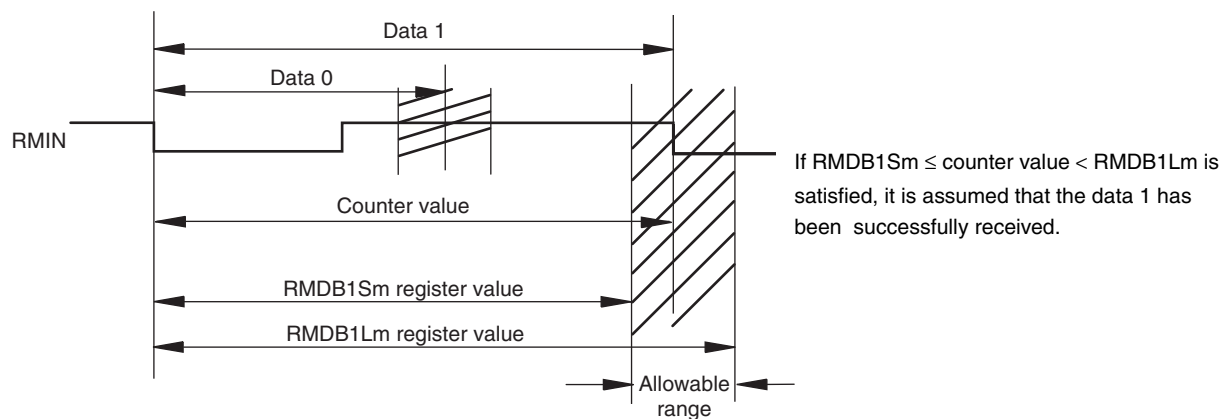 Data 1
Data 0
RMIN
If RMDB1Sm ≤ counter value < RMDB1Lm is
satisfied, it is assumed that the data 1 has
been successfully received.
Counter value
RMDB1Sm register value
RMDB1Lm register value
Allowable
range